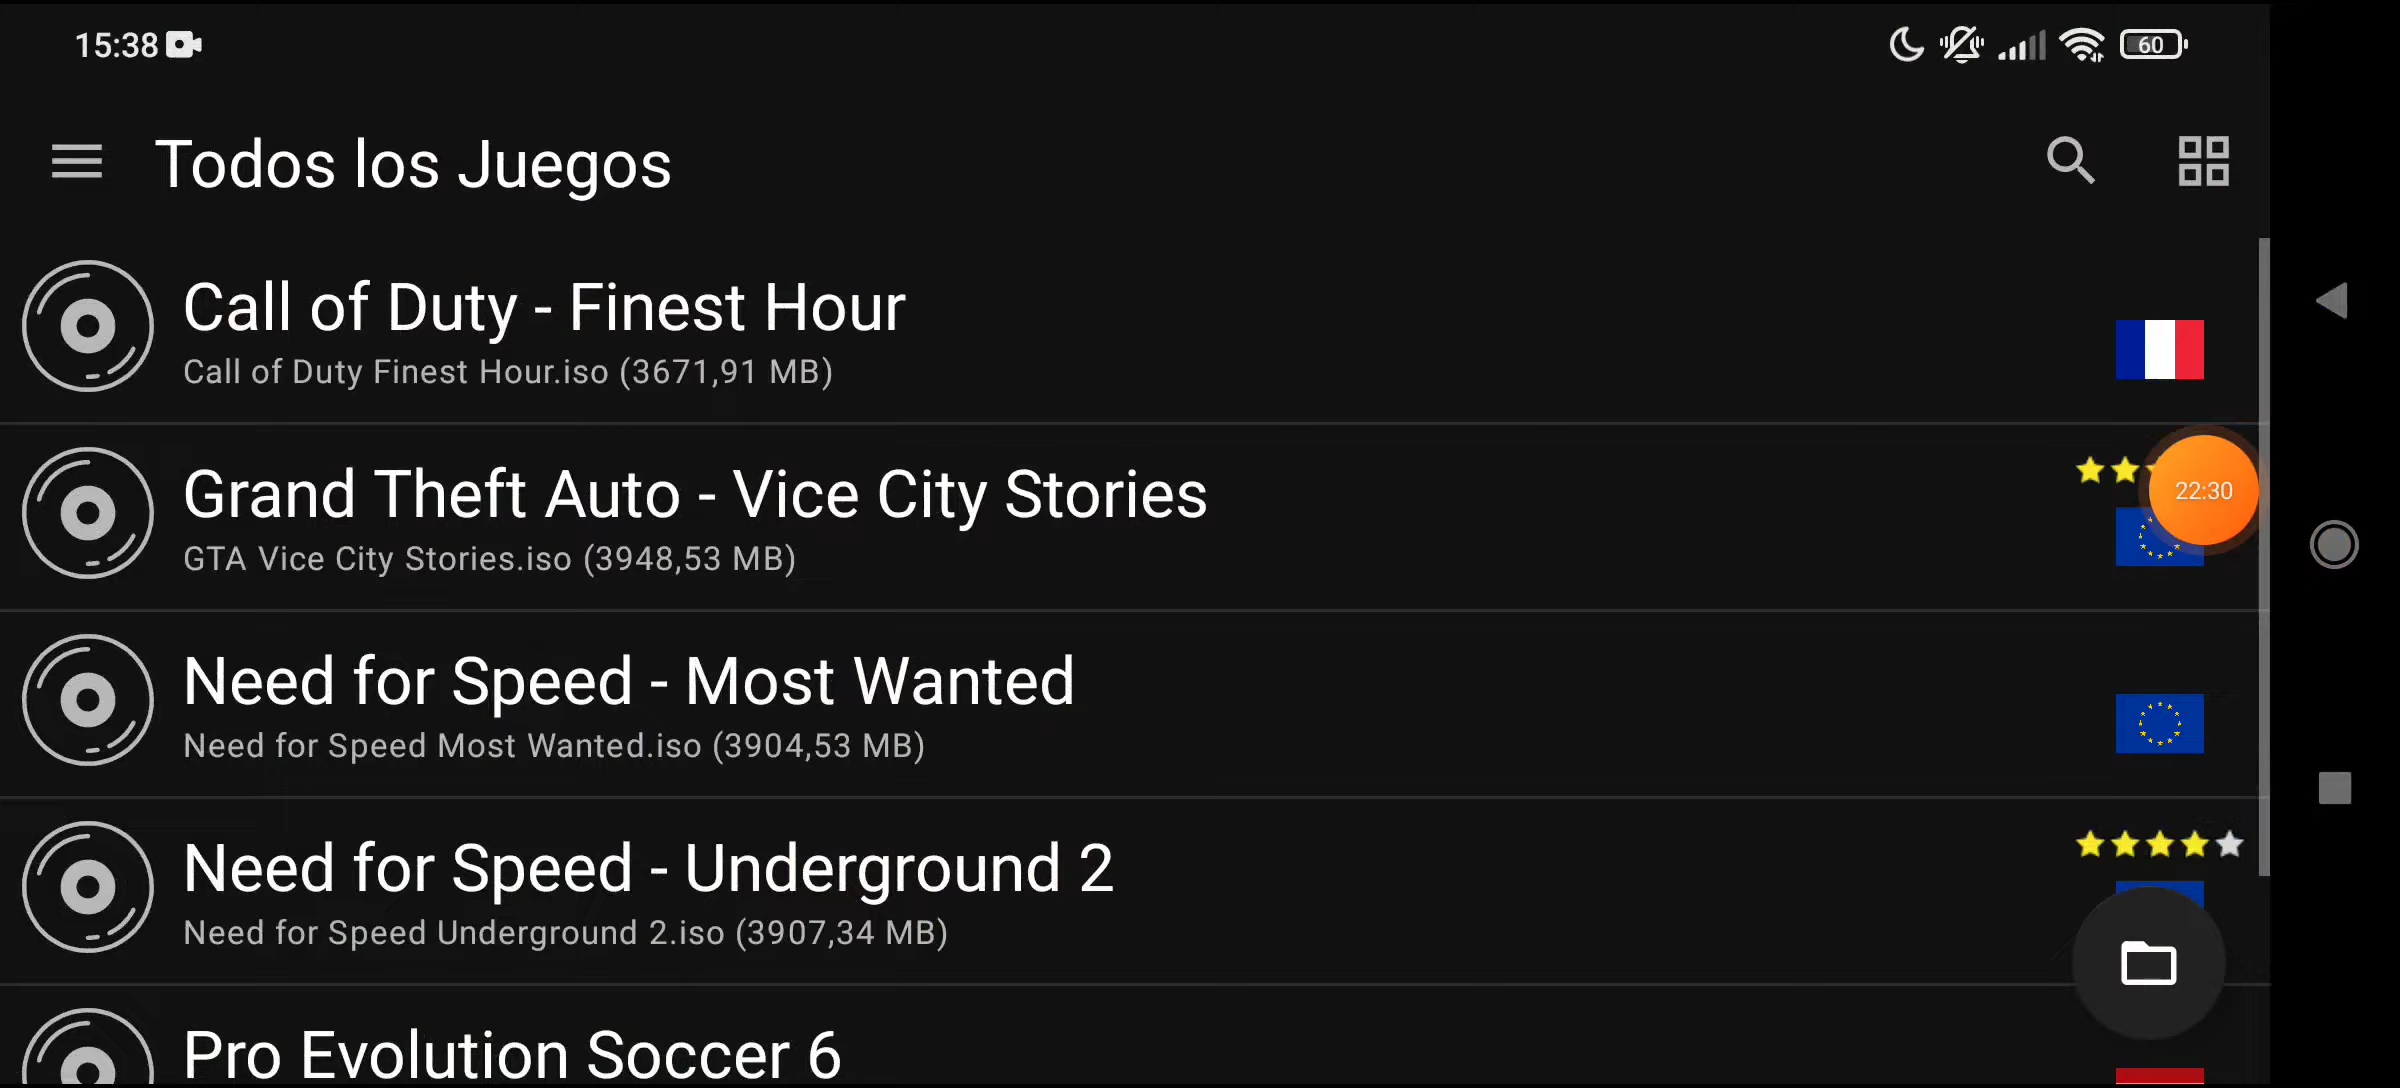 15:38
60
Todos los Juegos
Call of Duty - Finest Hour
Call of Duty Finest Hour.iso (3671,91 MB)
Grand Theft Auto - Vice City Stories
GTA Vice City Stories.iso (3948,53 MB)
22:30
Need for Speed - Most Wanted
Need for Speed Most Wanted.iso (3904,53 MB)
Need for Speed - Underground 2
Need for Speed Underground 2.iso (3907,34 MB)
Pro Evolution Soccer 6